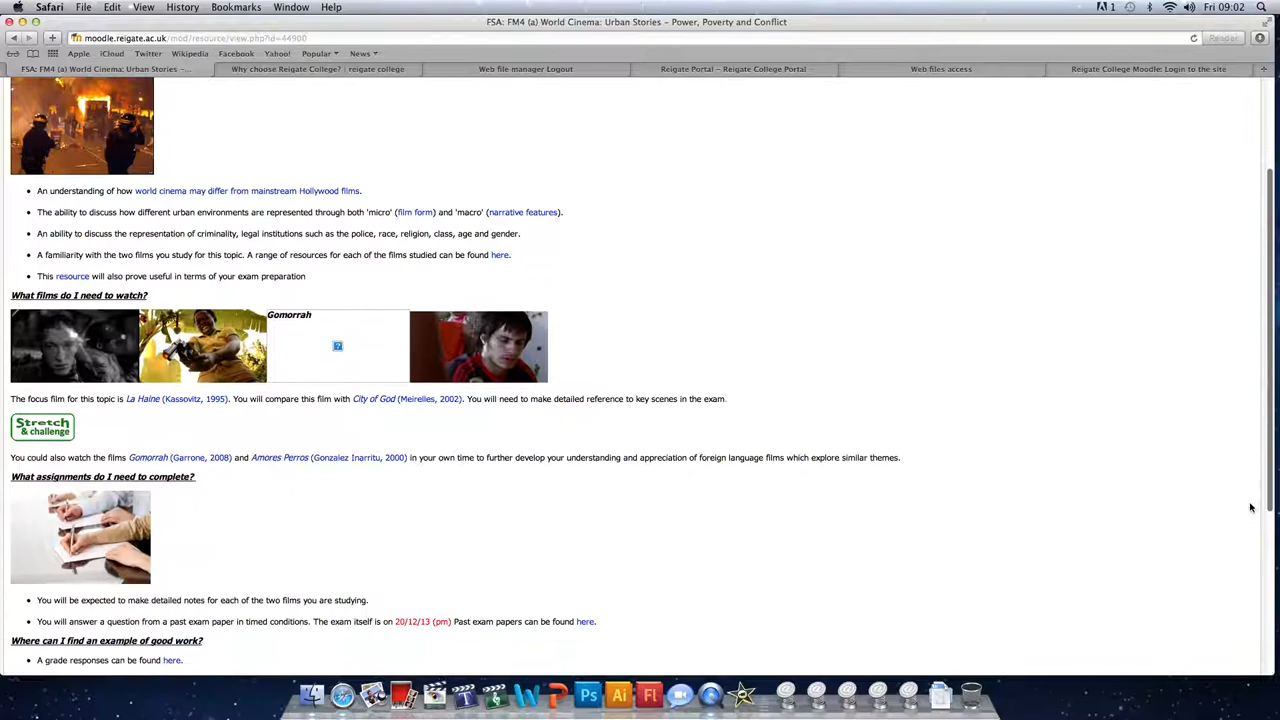 Safari File Edit View History Bookmarks Window Help 1 Fri 09:02
FSA: FM4 (a) World Cinema: Urban Stories – Power, Poverty and Conflict
moodle.reigate.ac.uk/mod/resource/view.php?id=44900 Reader
Apple iCloud Twitter Wikipedia Facebook Yahoo! Popular News
FSA: FM4 (a) World Cinema: Urban Stories –... Why choose Reigate College? | reigate college Web file manager Logout Reigate Portal – Reigate College Portal Web files access Reigate College Moodle: Login to the site
• An understanding of how world cinema may differ from mainstream Hollywood films.
• The ability to discuss how different urban environments are represented through both 'micro' (film form) and 'macro' (narrative features).
• An ability to discuss the representation of criminality, legal institutions such as the police, race, religion, class, age and gender.
• A familiarity with the two films you study for this topic. A range of resources for each of the films studied can be found here.
• This resource will also prove useful in terms of your exam preparation
What films do I need to watch?
Gomorrah
?
The focus film for this topic is La Haine (Kassovitz, 1995). You will compare this film with City of God (Meirelles, 2002). You will need to make detailed reference to key scenes in the exam.
Stretch
& challenge
You could also watch the films Gomorrah (Garrone, 2008) and Amores Perros (Gonzalez Inarritu, 2000) in your own time to further develop your understanding and appreciation of foreign language films which explore similar themes.
What assignments do I need to complete?
• You will be expected to make detailed notes for each of the two films you are studying.
• You will answer a question from a past exam paper in timed conditions. The exam itself is on 20/12/13 (pm) Past exam papers can be found here.
Where can I find an example of good work?
• A grade responses can be found here.
T W P Ps Ai Fl